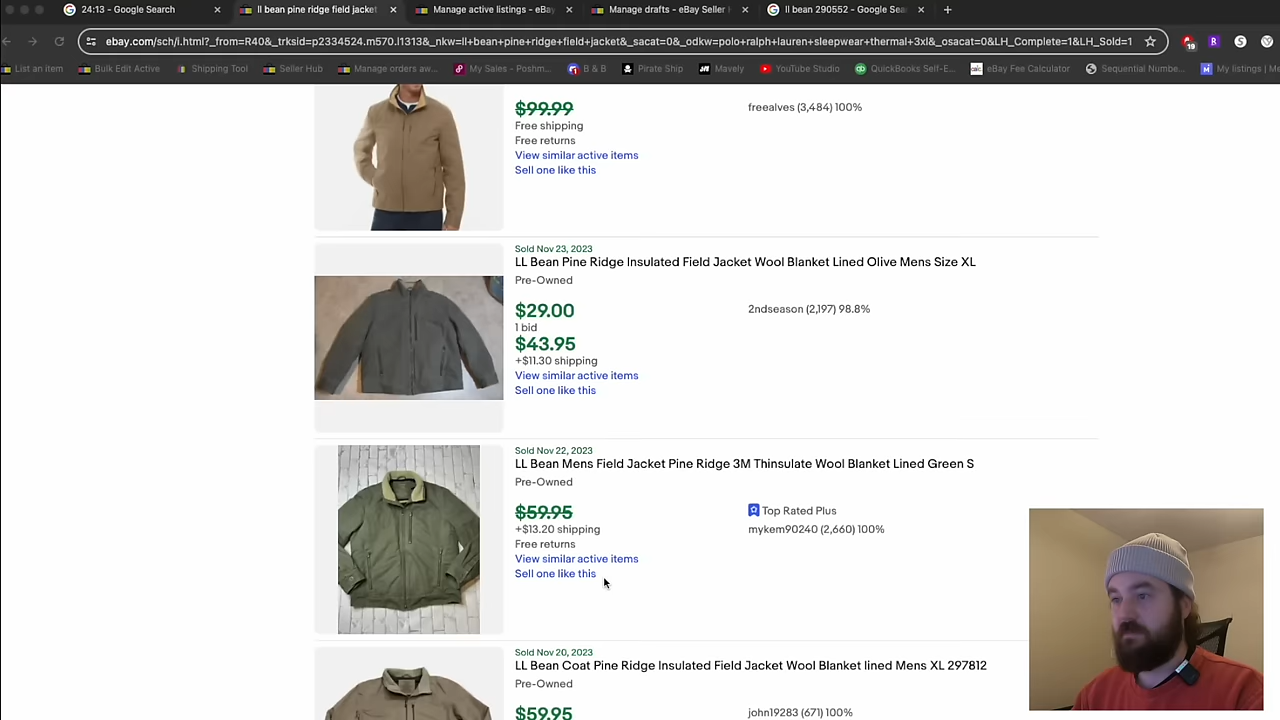 24:13 - Google Search
ll bean pine ridge field jacket
Manage active listings - eBay
Manage drafts - eBay Seller H
ll bean 290552 - Google Sea
ebay.com/sch/i.html?_from=R40&_trksid=p2334524.m570.l1313&_nkw=ll+bean+pine+ridge+field+jacket&_sacat=0&_odkw=polo+ralph+lauren+sleepwear+thermal+3xl&_osacat=0&LH_Complete=1&LH_Sold=1
19
List an item
Bulk Edit Active
Shipping Tool
Seller Hub
Manage orders aw...
My Sales - Poshm...
B & B
Pirate Ship
Mavely
YouTube Studio
QuickBooks Self-E...
eBay Fee Calculator
Sequential Numbe...
My listings | Me
$99.99
freealves (3,484) 100%
Free shipping
Free returns
View similar active items
Sell one like this
Sold Nov 23, 2023
LL Bean Pine Ridge Insulated Field Jacket Wool Blanket Lined Olive Mens Size XL
Pre-Owned
$29.00
2ndseason (2,197) 98.8%
1 bid
$43.95
+$11.30 shipping
View similar active items
Sell one like this
Sold Nov 22, 2023
LL Bean Mens Field Jacket Pine Ridge 3M Thinsulate Wool Blanket Lined Green S
Pre-Owned
$59.95
Top Rated Plus
+$13.20 shipping
mykem90240 (2,660) 100%
Free returns
View similar active items
Sell one like this
Sold Nov 20, 2023
LL Bean Coat Pine Ridge Insulated Field Jacket Wool Blanket lined Mens XL 297812
Pre-Owned
$59.95
john19283 (671) 100%